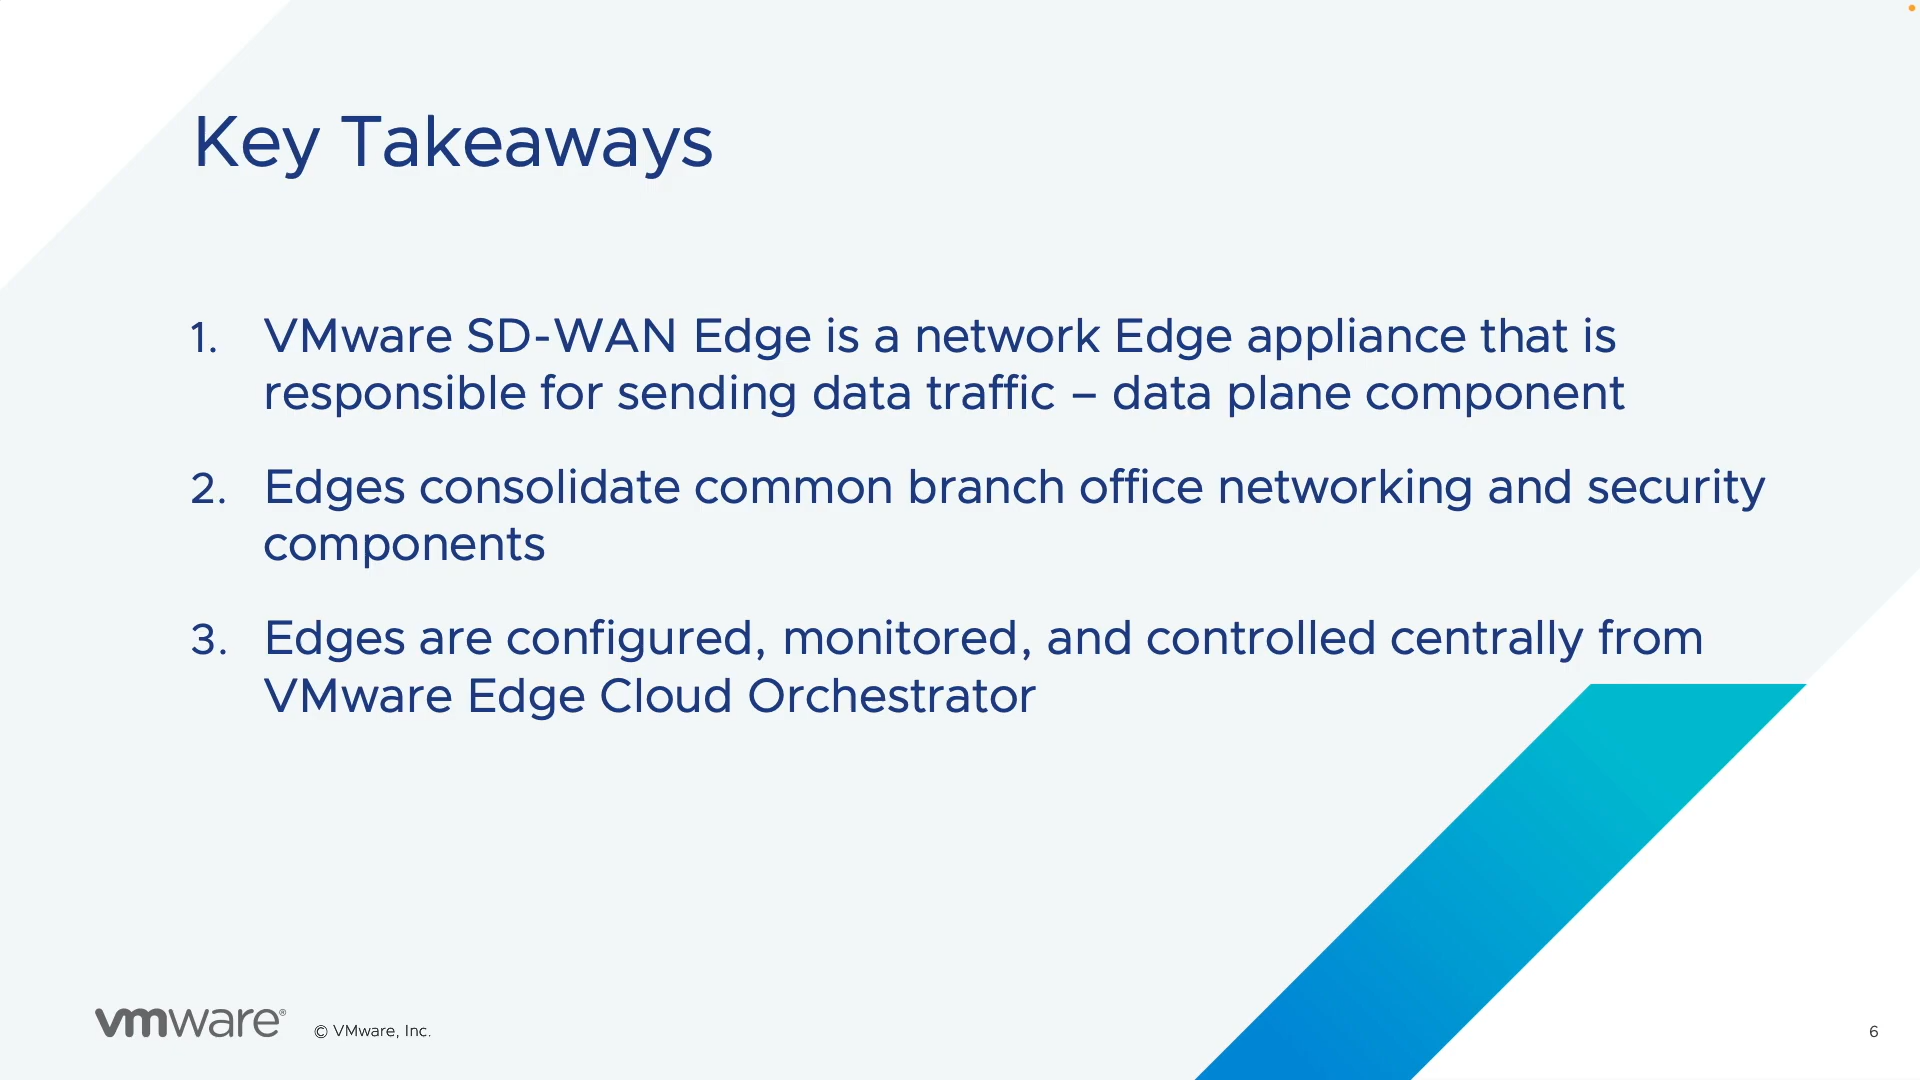 Key Takeaways
1. VMware SD-WAN Edge is a network Edge appliance that is
responsible for sending data traffic – data plane component
2. Edges consolidate common branch office networking and security
components
3. Edges are configured, monitored, and controlled centrally from
VMware Edge Cloud Orchestrator
vmware® © VMware, Inc.
6